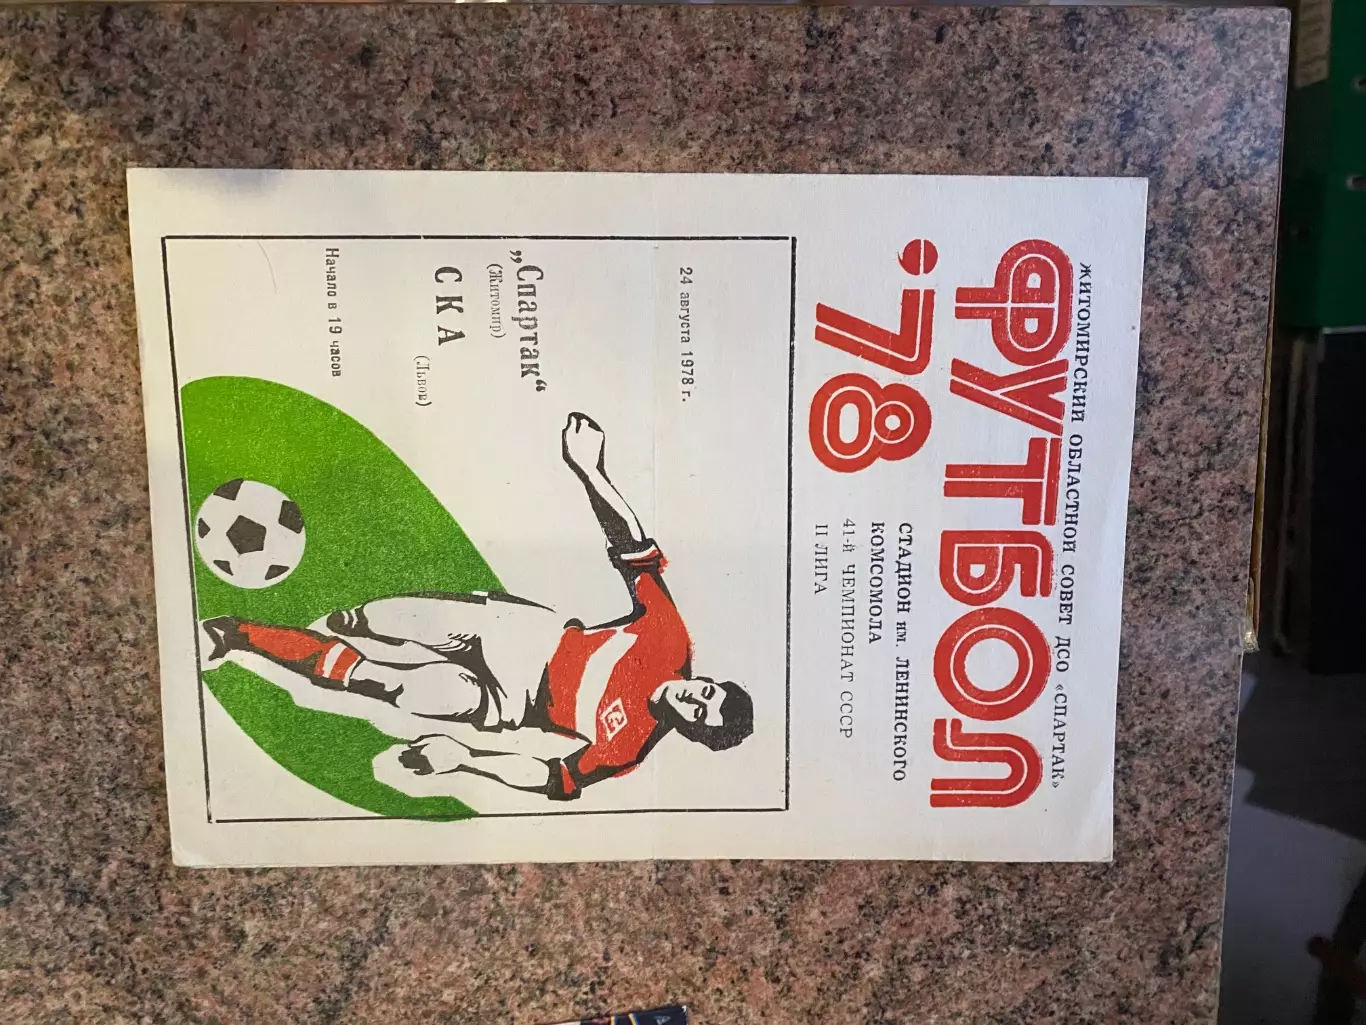 ЖИТОМИРСКИЙ ОБЛАСТНОЙ СОВЕТ ДСО «СПАРТАК»
ФУТБОЛ
•78
СТАДИОН им. ЛЕНИНСКОГО
КОМСОМОЛА
41-й ЧЕМПИОНАТ СССР
II ЛИГА
24 августа 1978 г.
„Спартак“
(Житомир)
СКА
(Львов)
Начало в 19 часов